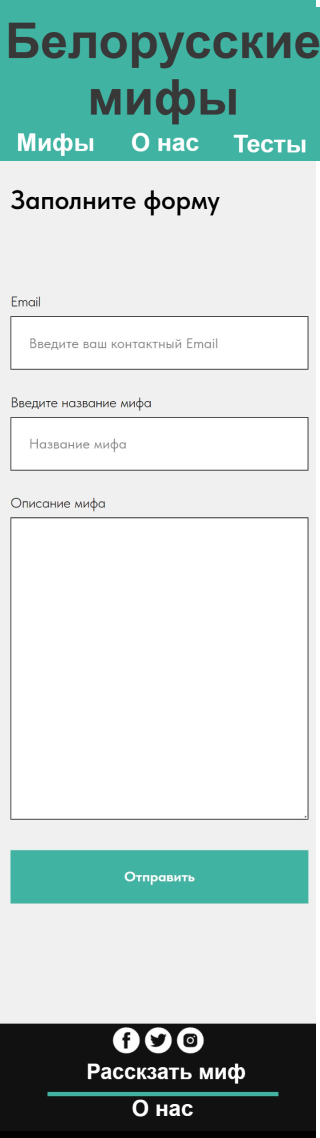 Белорусские
мифы
Мифы О нас Тесты
Заполните форму
Email
Введите ваш контактный Email
Введите название мифа
Название мифа
Описание мифа
Отправить
Расскзать миф
О нас